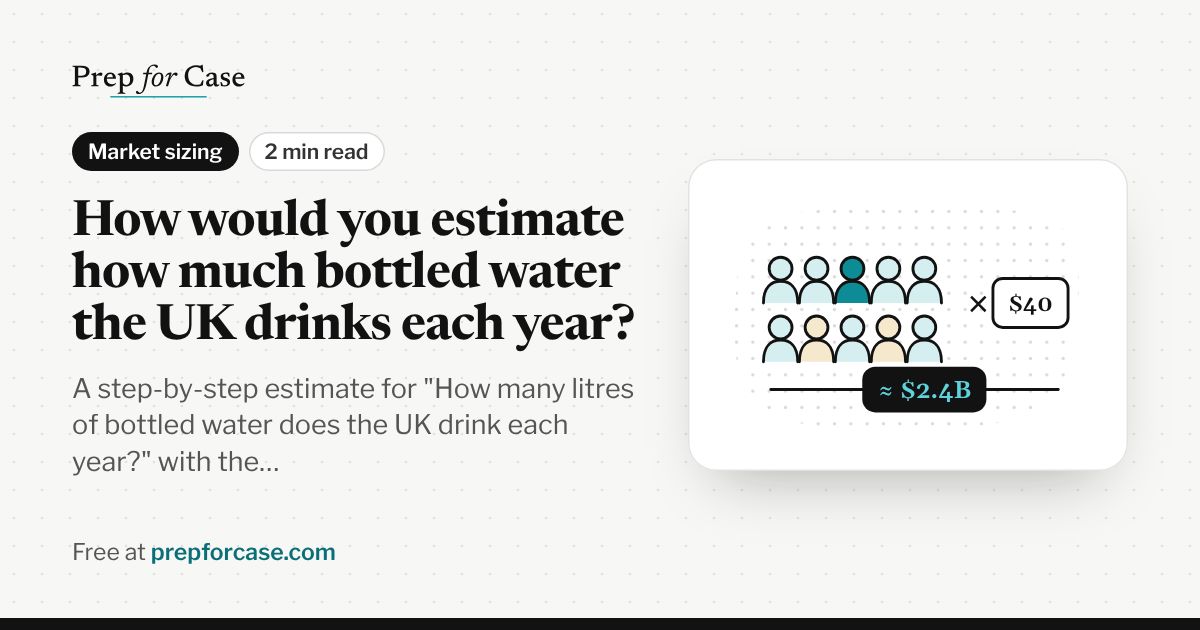 Prep for Case
Market sizing
2 min read
How would you estimate
how much bottled water
the UK drinks each year?
A step-by-step estimate for "How many litres
of bottled water does the UK drink each
year?" with the...
Free at prepforcase.com
× $40
≈ $2.4B